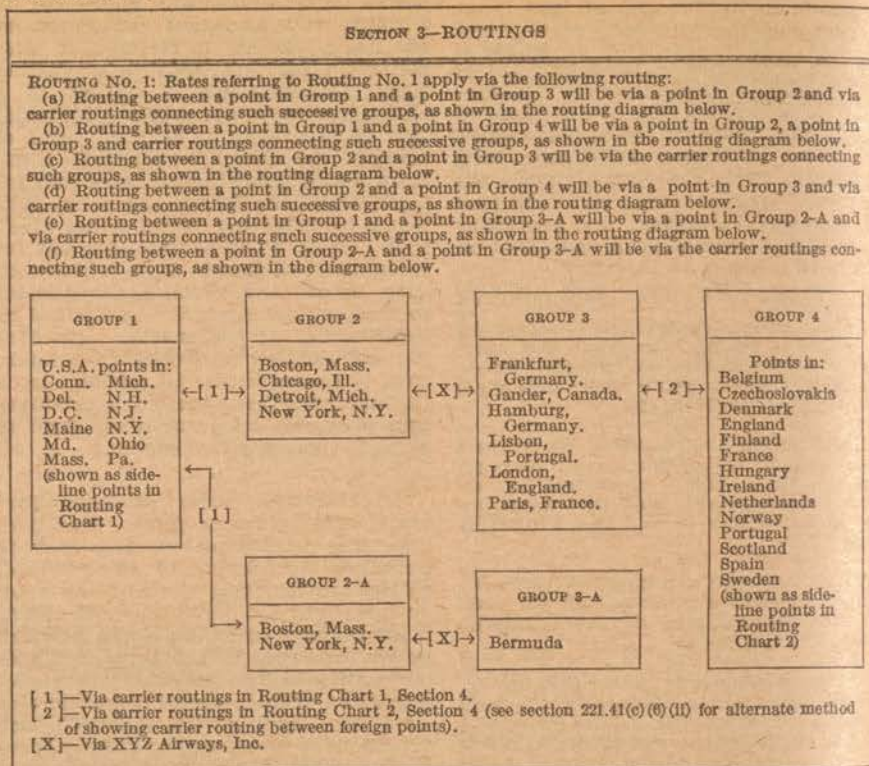 SECTION 3—ROUTINGS
ROUTING NO. 1: Rates referring to Routing No. 1 apply via the following routing:
(a) Routing between a point in Group 1 and a point in Group 3 will be via a point in Group 2 and via
carrier routings connecting such successive groups, as shown in the routing diagram below.
(b) Routing between a point in Group 1 and a point in Group 4 will be via a point in Group 2, a point in
Group 3 and carrier routings connecting such successive groups, as shown in the routing diagram below.
(c) Routing between a point in Group 2 and a point in Group 3 will be via the carrier routings connecting
such groups, as shown in the routing diagram below.
(d) Routing between a point in Group 2 and a point in Group 4 will be via a point in Group 3 and via
carrier routings connecting such successive groups, as shown in the routing diagram below.
(e) Routing between a point in Group 1 and a point in Group 3-A will be via a point in Group 2-A and
via carrier routings connecting such successive groups, as shown in the routing diagram below.
(f) Routing between a point in Group 2-A and a point in Group 3-A will be via the carrier routings con-
necting such groups, as shown in the diagram below.
GROUP 1
U.S.A. points in:
Conn. Mich.
Del. N.H.
D.C. N.J.
Maine N.Y.
Md. Ohio
Mass. Pa.
(shown as side-
line points in
Routing
Chart 1)
←[ 1 ]→
GROUP 2
Boston, Mass.
Chicago, Ill.
Detroit, Mich.
New York, N.Y.
←[X]→
GROUP 3
Frankfurt,
Germany.
Gander, Canada.
Hamburg,
Germany.
Lisbon,
Portugal.
London,
England.
Paris, France.
←[ 2 ]→
GROUP 4
Points in:
Belgium
Czechoslovakia
Denmark
England
Finland
France
Hungary
Ireland
Netherlands
Norway
Portugal
Scotland
Spain
Sweden
(shown as side-
line points in
Routing
Chart 2)
[ 1 ]
GROUP 2-A
Boston, Mass.
New York, N.Y.
←[X]→
GROUP 3-A
Bermuda
[ 1 ]—Via carrier routings in Routing Chart 1, Section 4.
[ 2 ]—Via carrier routings in Routing Chart 2, Section 4 (see section 221.41(c)(6)(ii) for alternate method
of showing carrier routing between foreign points).
[X]—Via XYZ Airways, Inc.